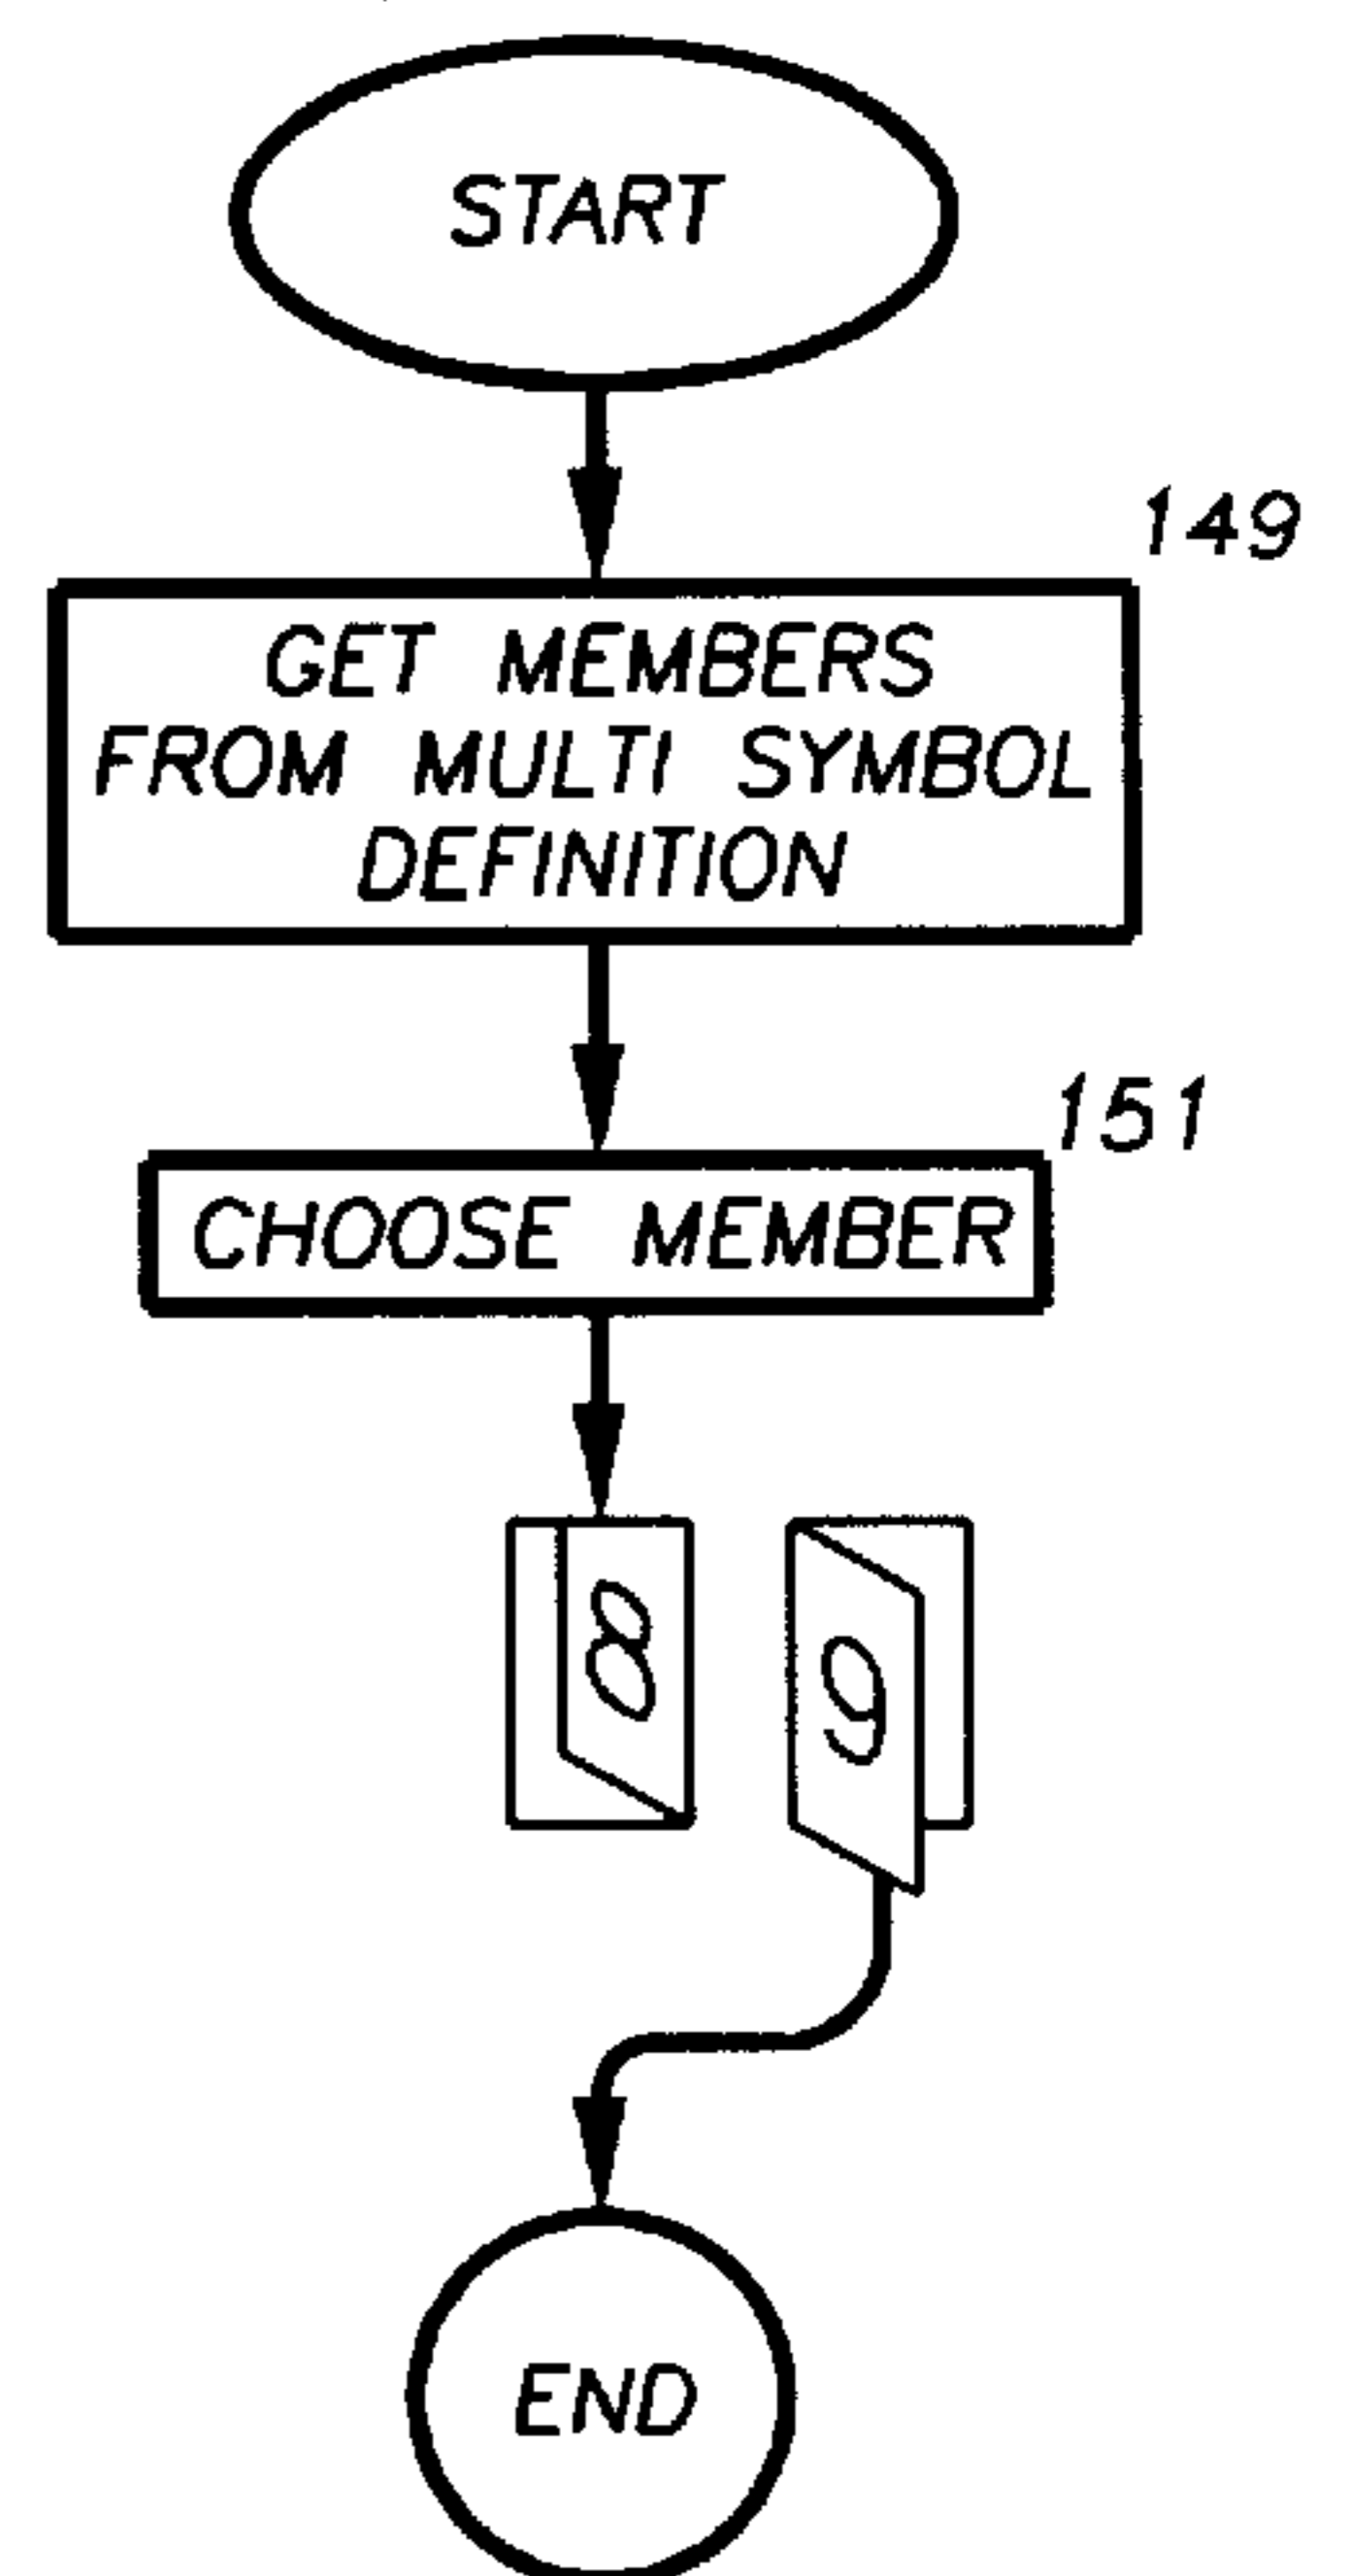 START
149
GET MEMBERS
FROM MULTI SYMBOL
DEFINITION
151
CHOOSE MEMBER
8
9
END